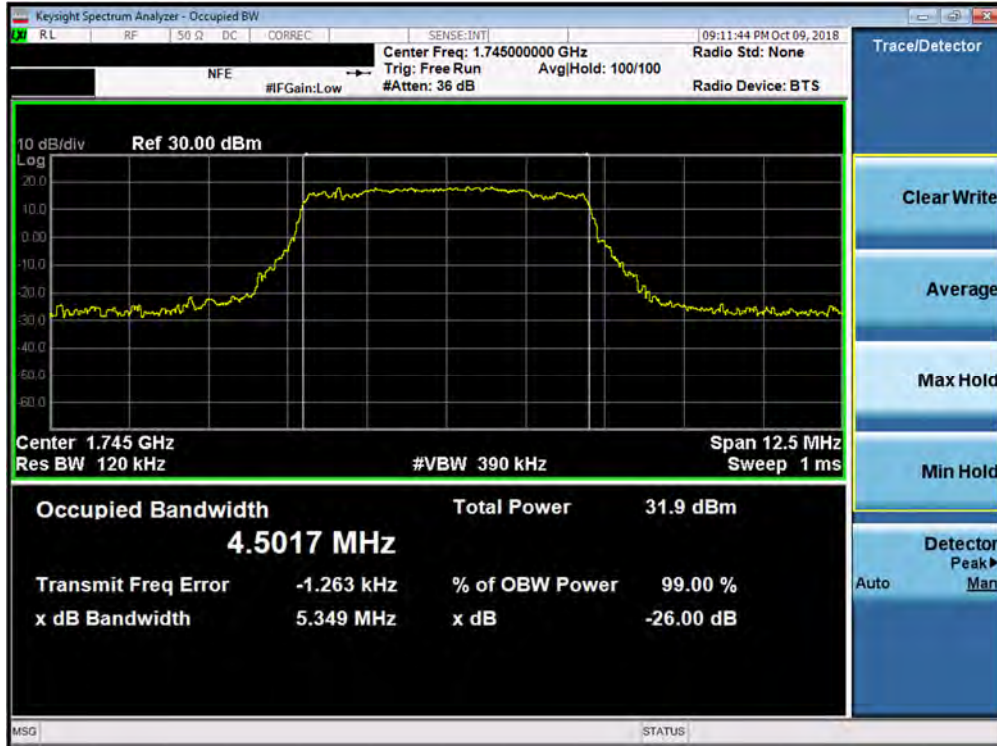 Keysight Spectrum Analyzer - Occupied BW
LXI RL RF 50 Ω DC CORREC SENSE:INT 09:11:44 PM Oct 09, 2018
Center Freq: 1.745000000 GHz Radio Std: None
NFE Trig: Free Run Avg|Hold: 100/100
#IFGain:Low #Atten: 36 dB Radio Device: BTS
Trace/Detector
10 dB/div Ref 30.00 dBm
Log
20.0
10.0
0.00
-10.0
-20.0
-30.0
-40.0
-50.0
-60.0
Center 1.745 GHz Span 12.5 MHz
Res BW 120 kHz #VBW 390 kHz Sweep 1 ms
Occupied Bandwidth Total Power 31.9 dBm
4.5017 MHz
Transmit Freq Error -1.263 kHz % of OBW Power 99.00 %
x dB Bandwidth 5.349 MHz x dB -26.00 dB
Clear Write
Average
Max Hold
Min Hold
Detector
Peak
Auto Man
MSG STATUS